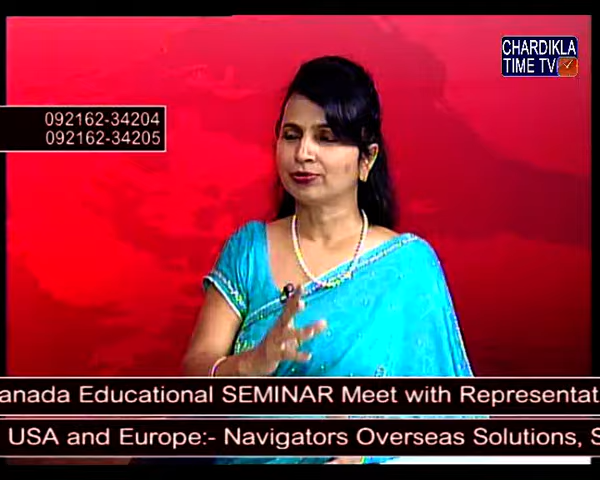 CHARDIKLA
TIME TV
092162-34204
092162-34205
anada Educational SEMINAR Meet with Representat
USA and Europe:- Navigators Overseas Solutions, S